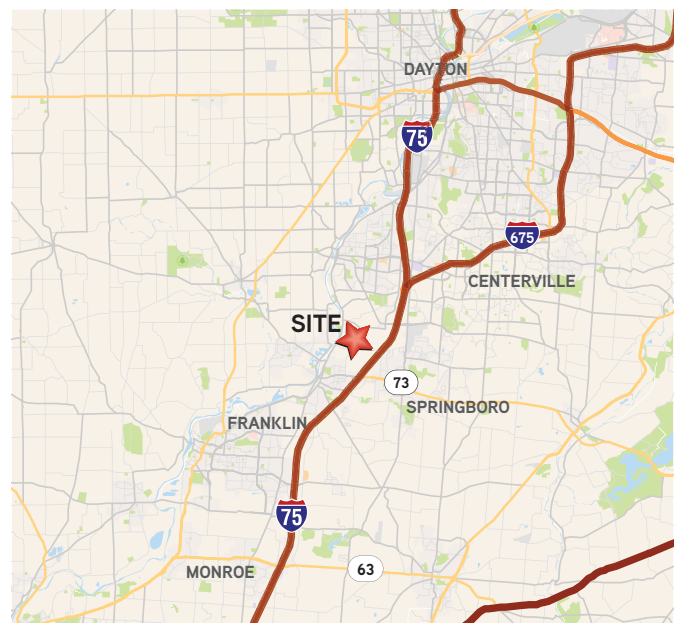 DAYTON
75
675
CENTERVILLE
SITE
73
SPRINGBORO
FRANKLIN
75
MONROE
63